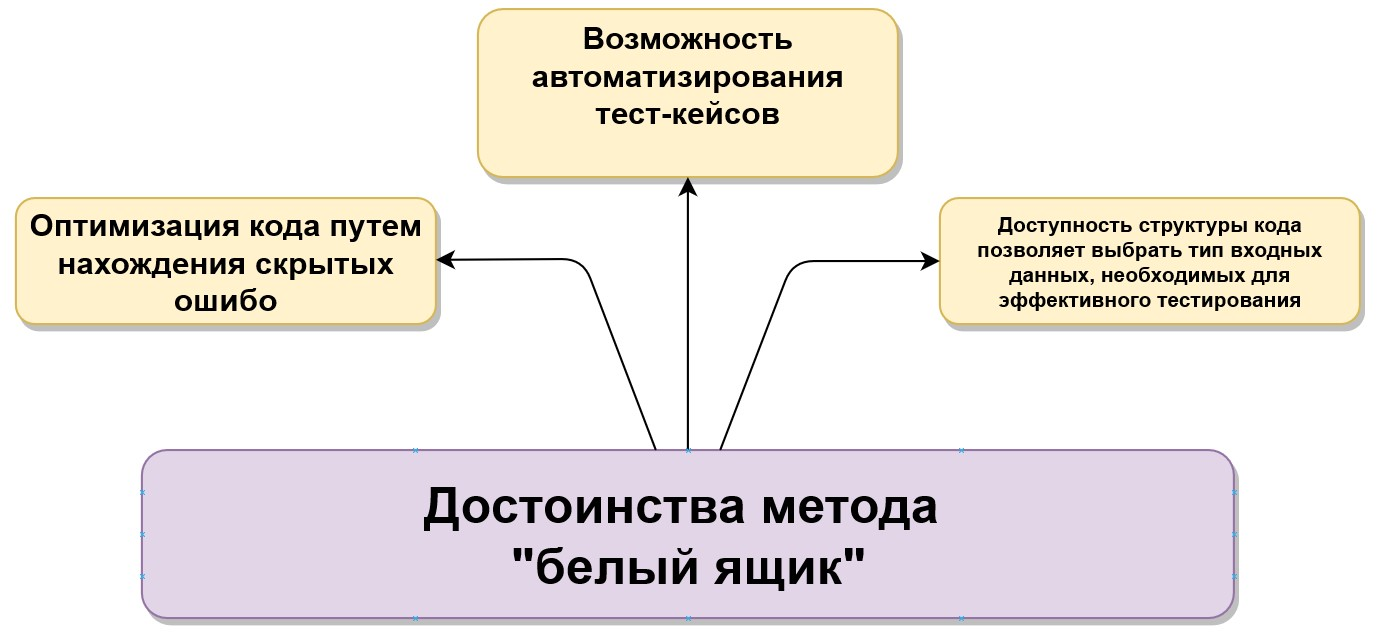 Возможность
автоматизирования
тест-кейсов
Оптимизация кода путем
нахождения скрытых
ошибо
Доступность структуры кода
позволяет выбрать тип входных
данных, необходимых для
эффективного тестирования
Достоинства метода
"белый ящик"